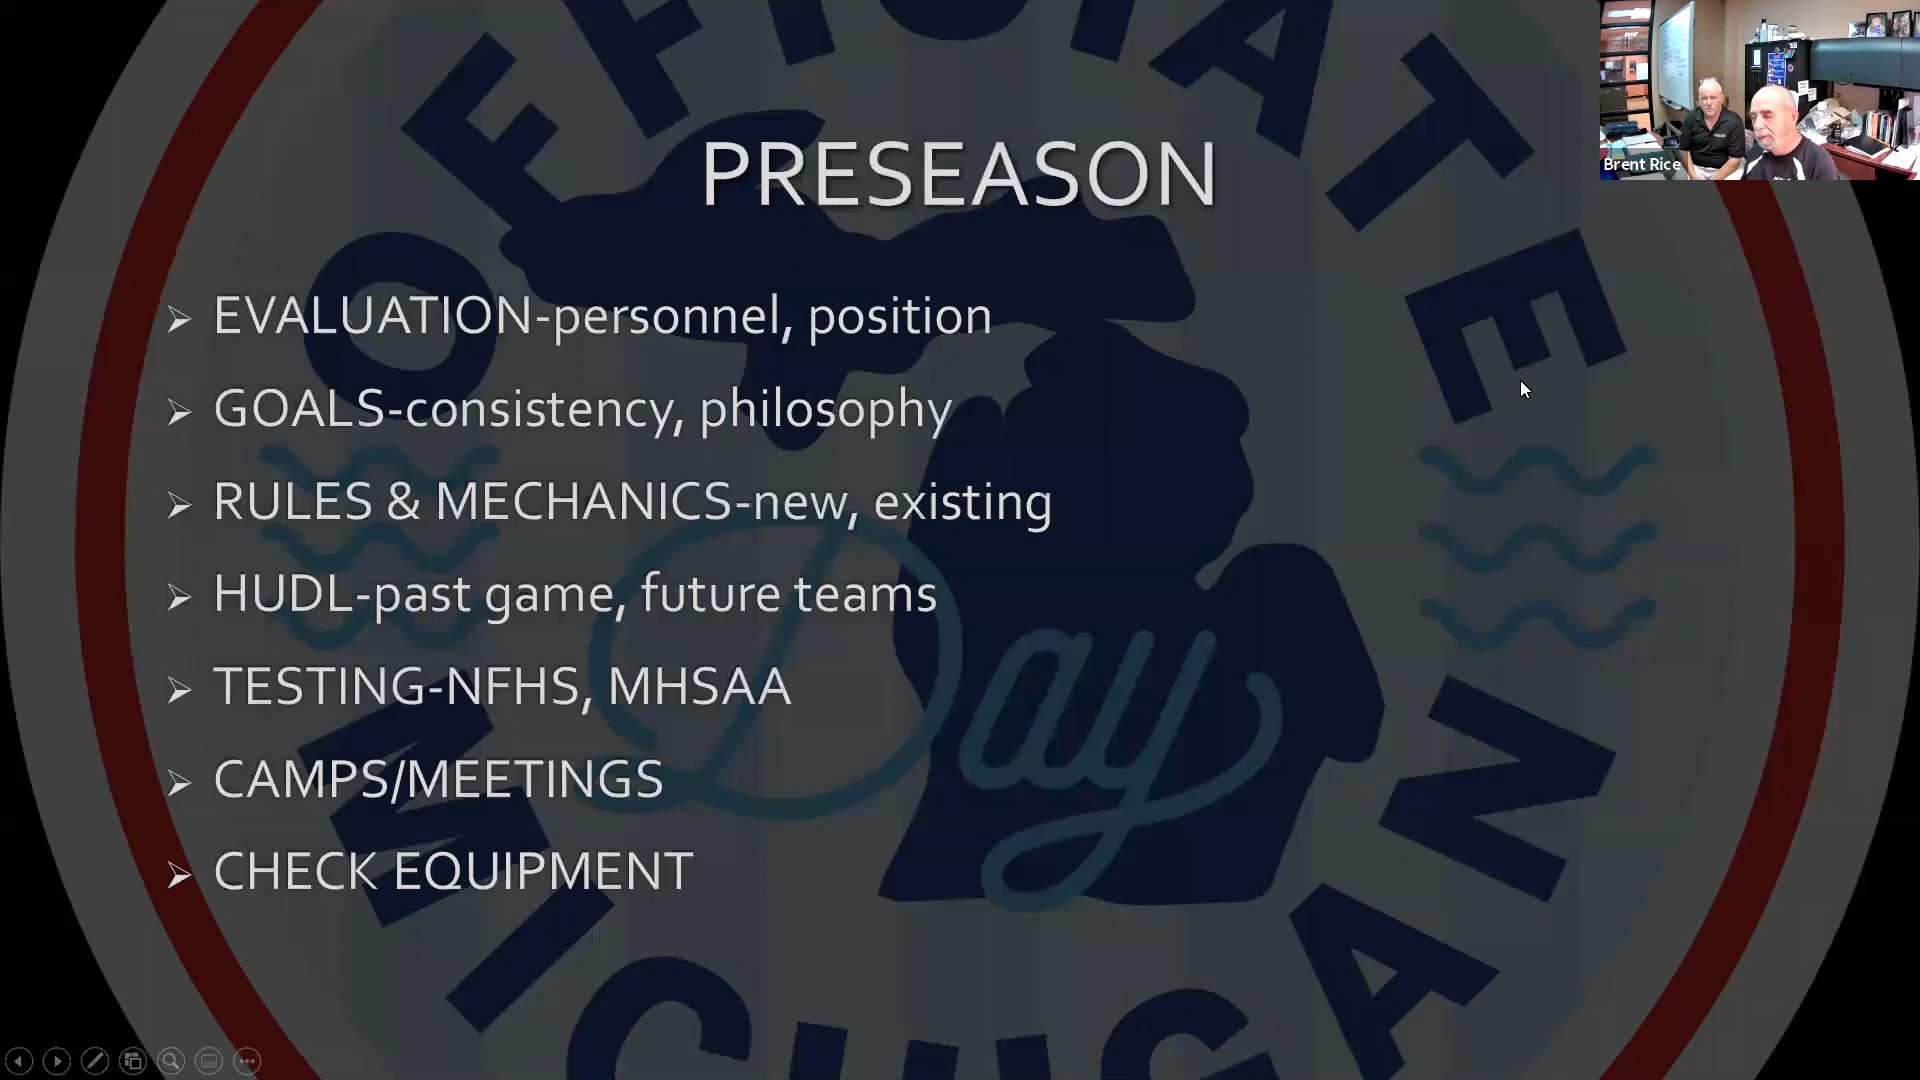 OFFICIATE
Brent Rice
PRESEASON
EVALUATION-personnel, position
GOALS-consistency, philosophy
RULES & MECHANICS-new, existing
HUDL-past game, future teams
TESTING-NFHS, MHSAA
CAMPS/MEETINGS
CHECK EQUIPMENT
Day
MICHIGAN